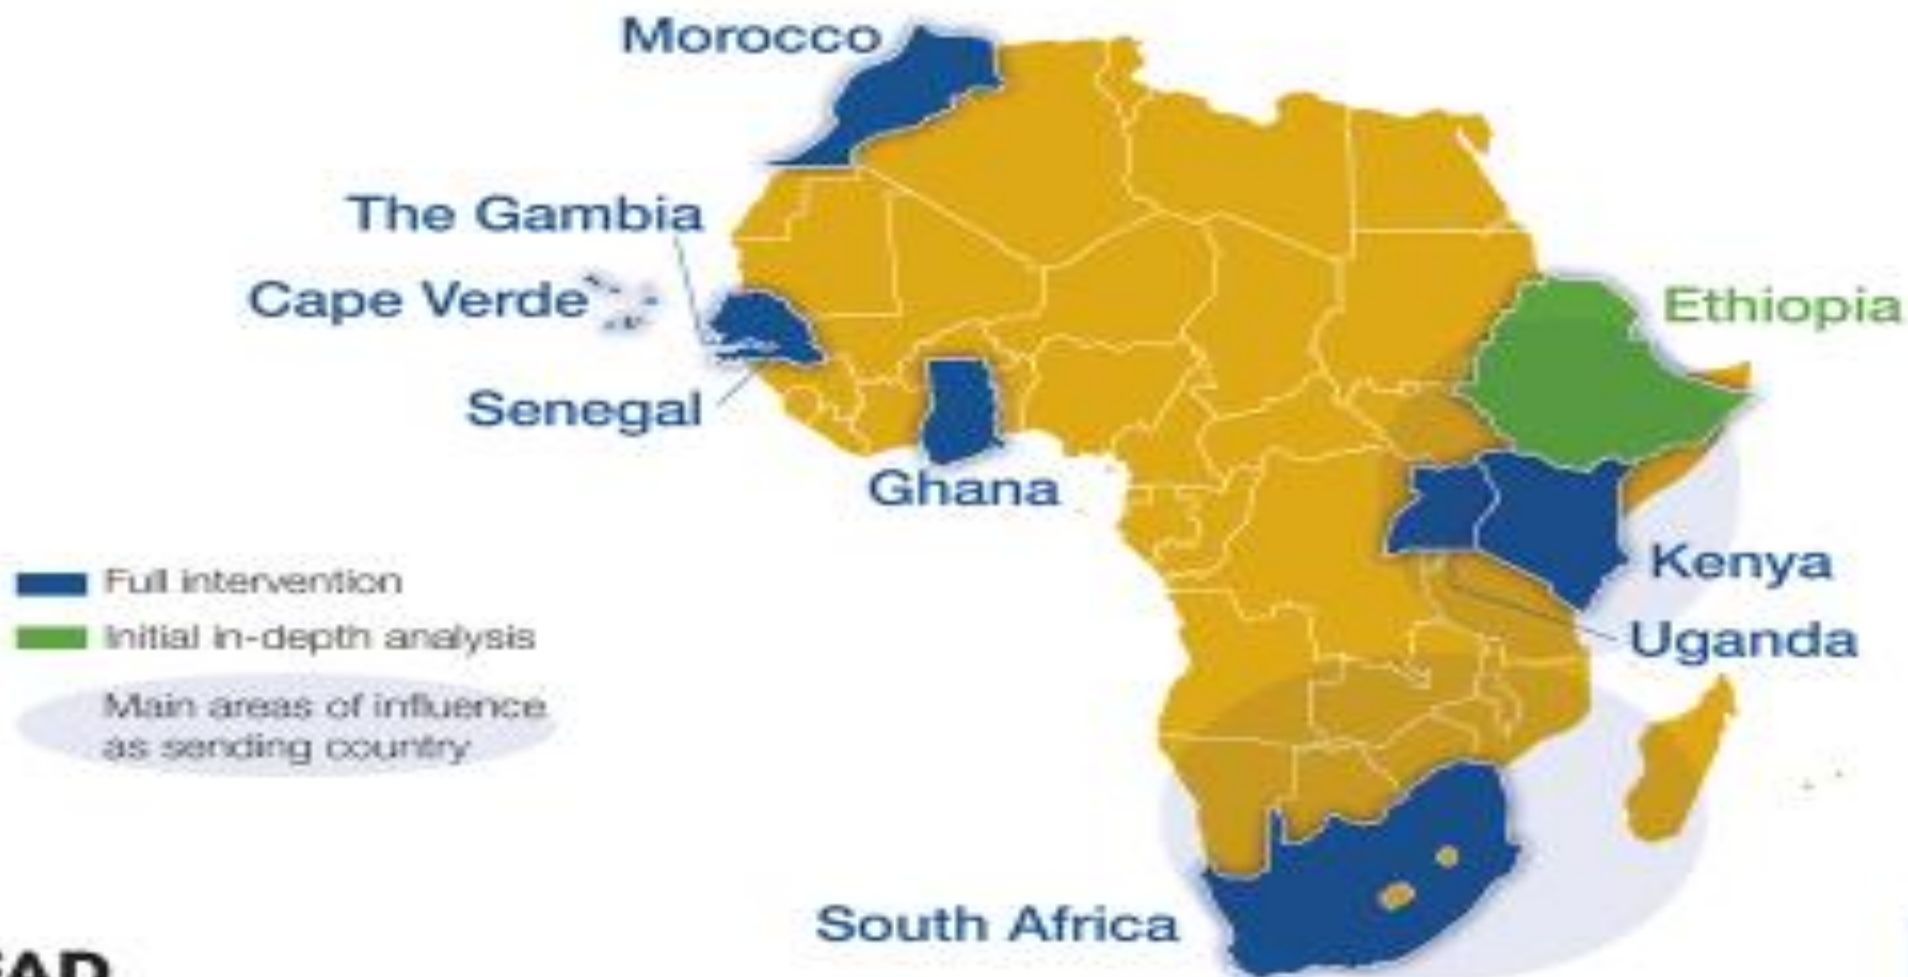 Morocco
The Gambia
Cape Verde
Ethiopia
Senegal
Ghana
Kenya
Uganda
Full intervention
Initial in-depth analysis
Main areas of influence
as sending country
South Africa